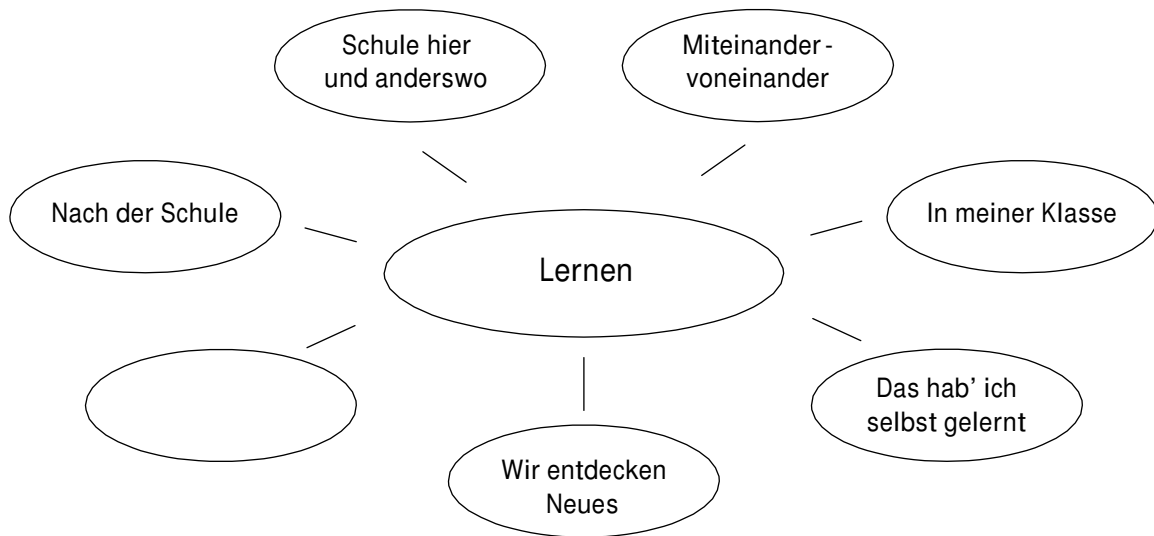 Schule hier
und anderswo
Miteinander -
voneinander
Nach der Schule
In meiner Klasse
Lernen
Das hab’ ich
selbst gelernt
Wir entdecken
Neues